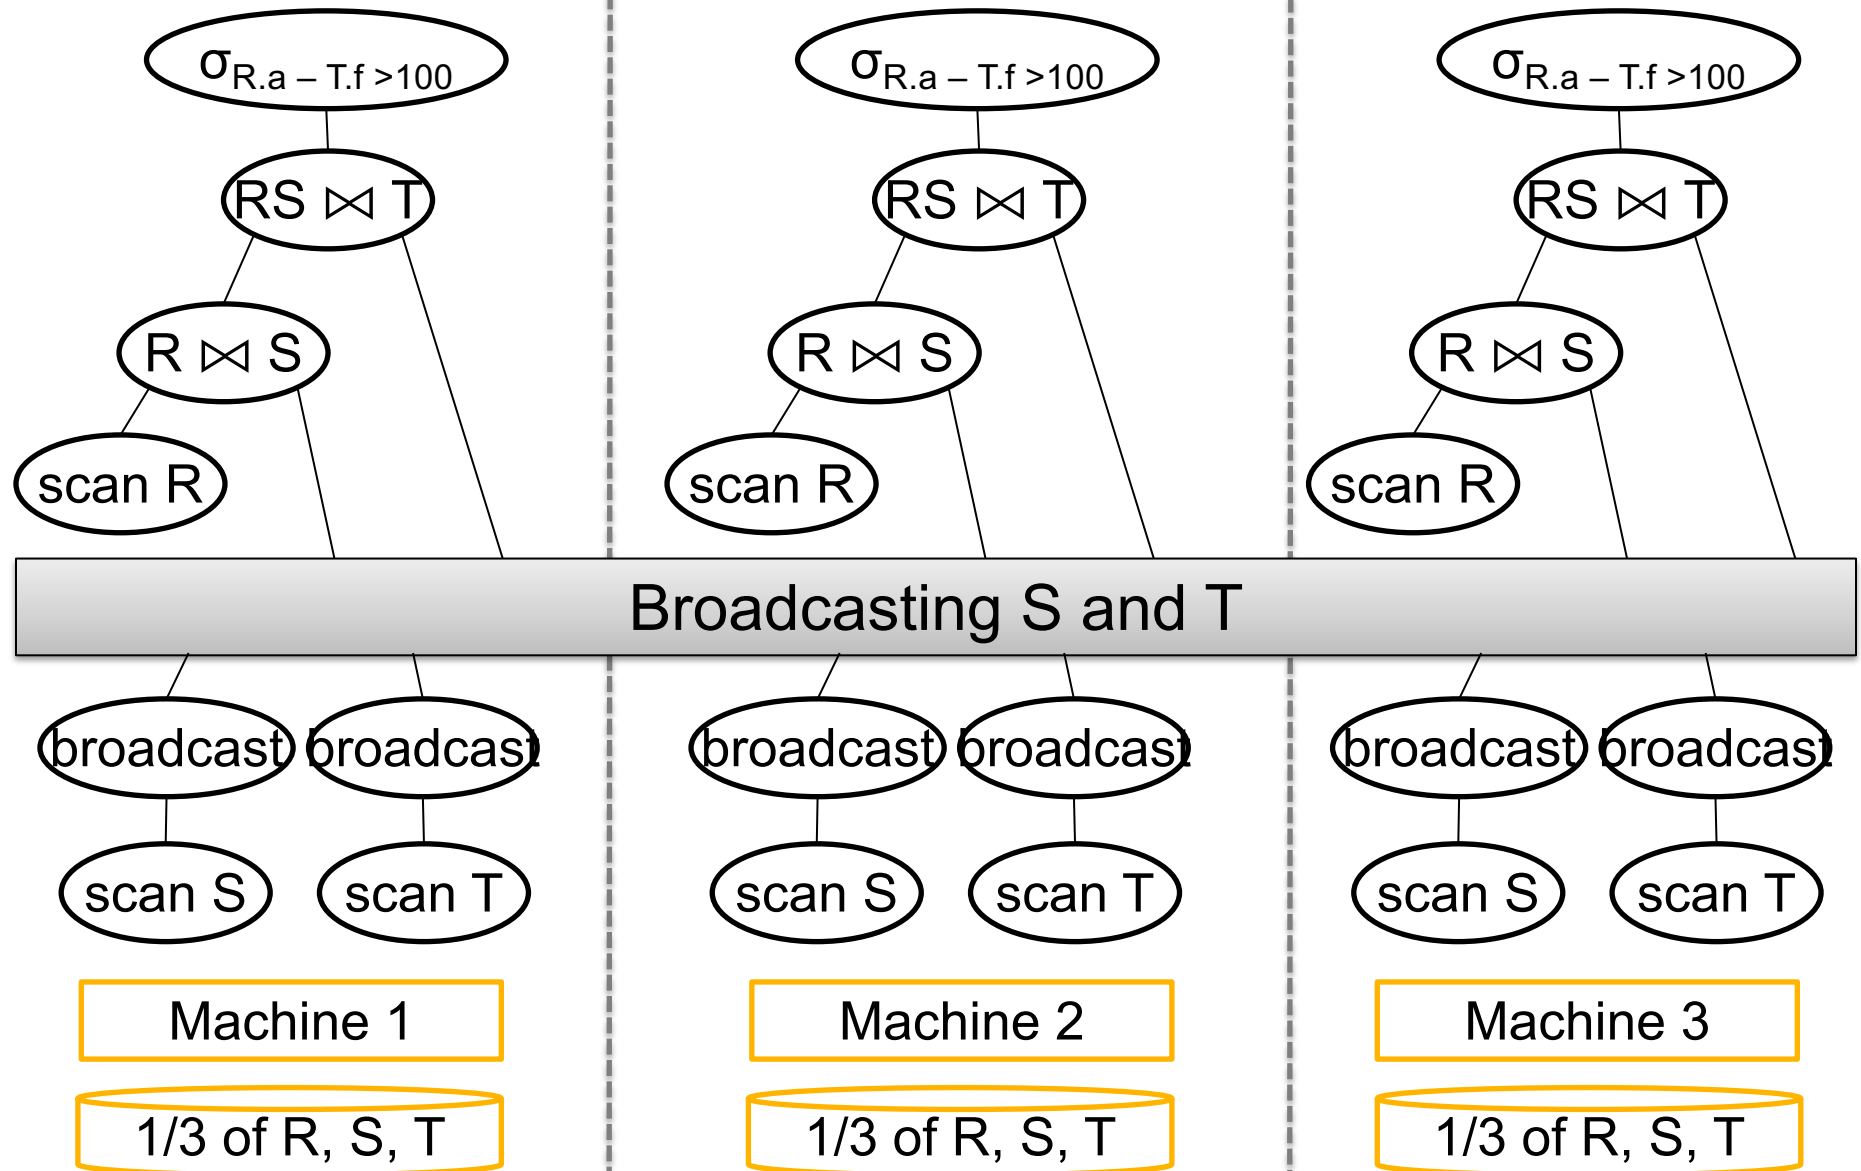 σR.a – T.f >100 σR.a – T.f >100 σR.a – T.f >100
RS ⋈ T RS ⋈ T RS ⋈ T
R ⋈ S R ⋈ S R ⋈ S
scan R scan R scan R
Broadcasting S and T
broadcast broadcast broadcast broadcast broadcast broadcast
scan S scan T scan S scan T scan S scan T
Machine 1 Machine 2 Machine 3
1/3 of R, S, T 1/3 of R, S, T 1/3 of R, S, T